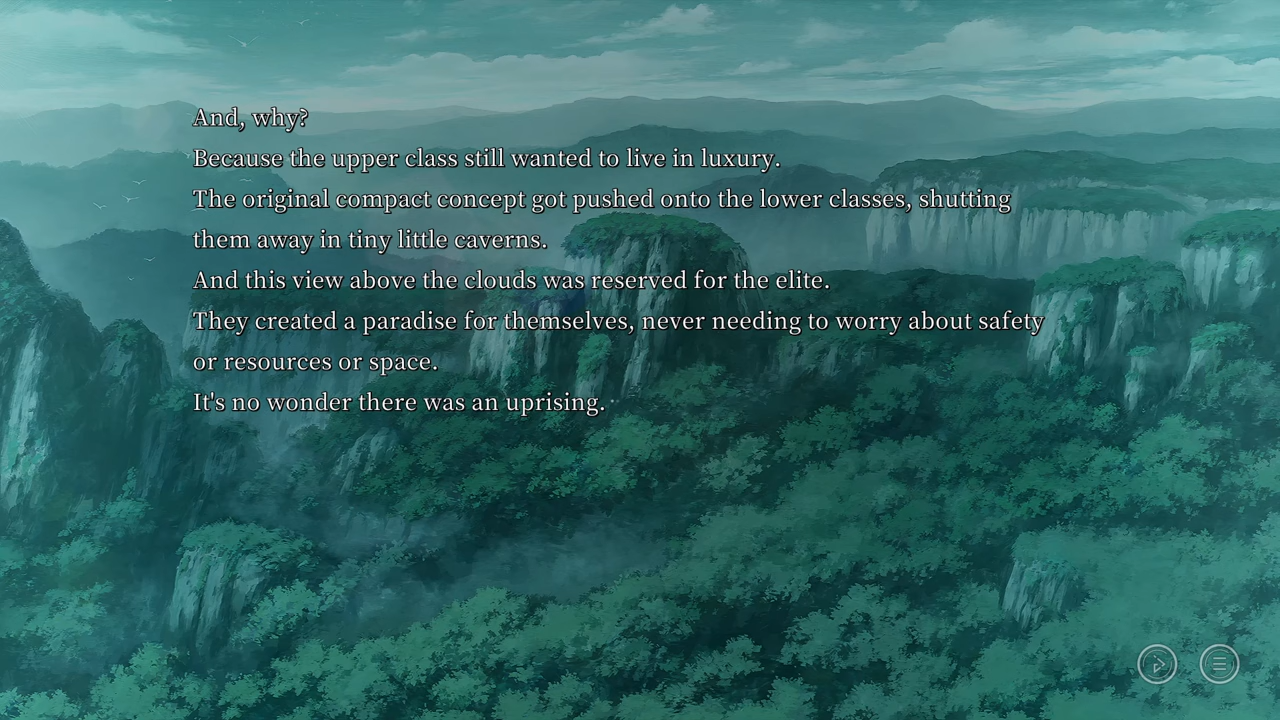 And, why?
Because the upper class still wanted to live in luxury.
The original compact concept got pushed onto the lower classes, shutting
them away in tiny little caverns.
And this view above the clouds was reserved for the elite.
They created a paradise for themselves, never needing to worry about safety
or resources or space.
It's no wonder there was an uprising.